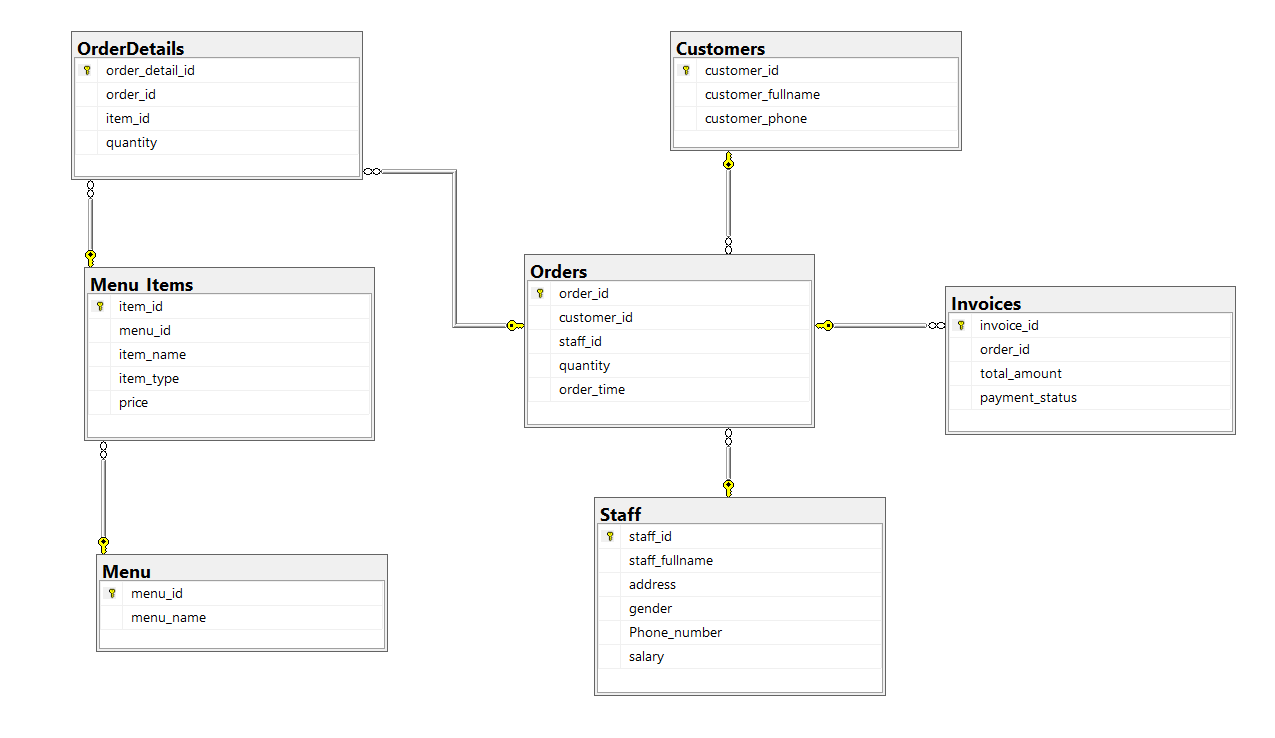 OrderDetails
order_detail_id
order_id
item_id
quantity
Customers
customer_id
customer_fullname
customer_phone
Menu_Items
item_id
menu_id
item_name
item_type
price
Orders
order_id
customer_id
staff_id
quantity
order_time
Invoices
invoice_id
order_id
total_amount
payment_status
Menu
menu_id
menu_name
Staff
staff_id
staff_fullname
address
gender
Phone_number
salary